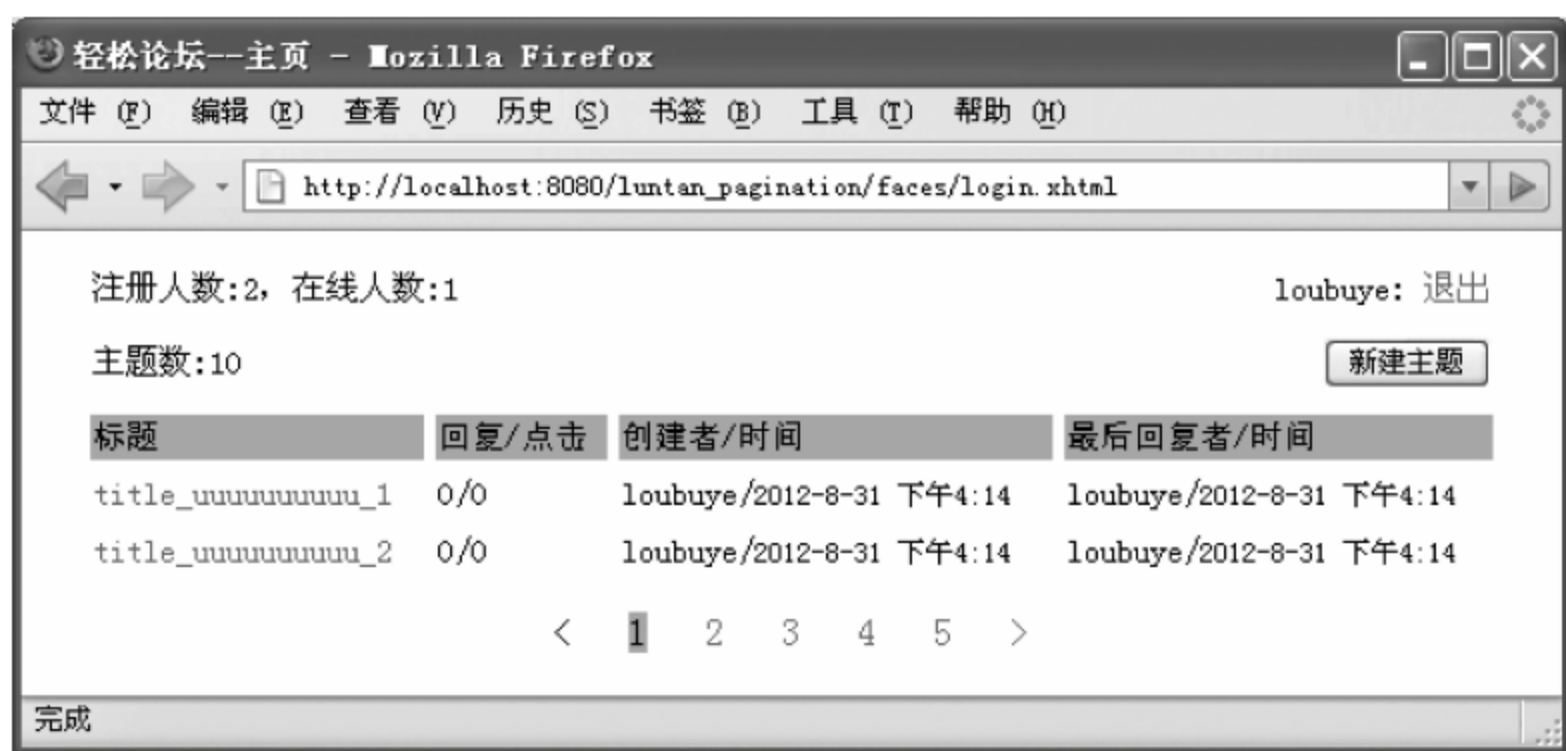 轻松论坛--主页 - Mozilla Firefox
文件 (F) 编辑 (E) 查看 (V) 历史 (S) 书签 (B) 工具 (T) 帮助 (H)
http://localhost:8080/luntan_pagination/faces/login.xhtml
注册人数:2，在线人数:1 loubuye: 退出
主题数:10 新建主题
标题 回复/点击 创建者/时间 最后回复者/时间
title_uuuuuuuuuu_1 0/0 loubuye/2012-8-31 下午4:14 loubuye/2012-8-31 下午4:14
title_uuuuuuuuuu_2 0/0 loubuye/2012-8-31 下午4:14 loubuye/2012-8-31 下午4:14
< 1 2 3 4 5 >
完成